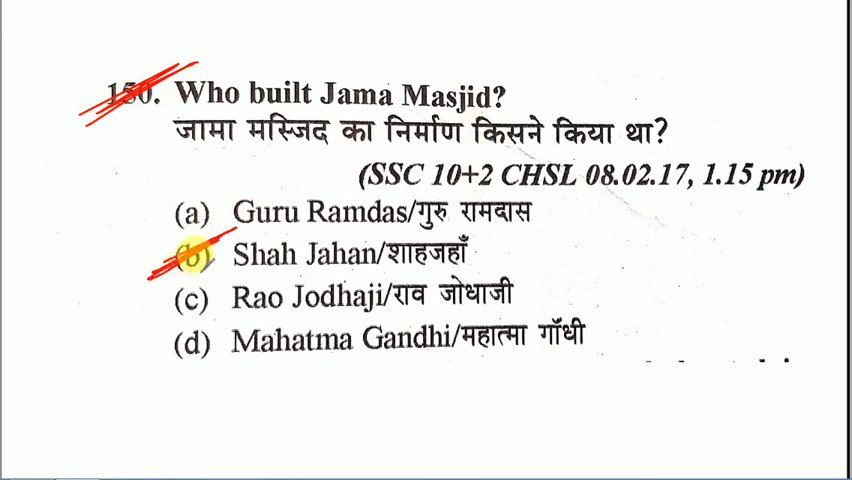 150. Who built Jama Masjid?
जामा मस्जिद का निर्माण किसने किया था?
(SSC 10+2 CHSL 08.02.17, 1.15 pm)
(a) Guru Ramdas/गुरु रामदास
(b) Shah Jahan/शाहजहाँ
(c) Rao Jodhaji/राव जोधाजी
(d) Mahatma Gandhi/महात्मा गाँधी